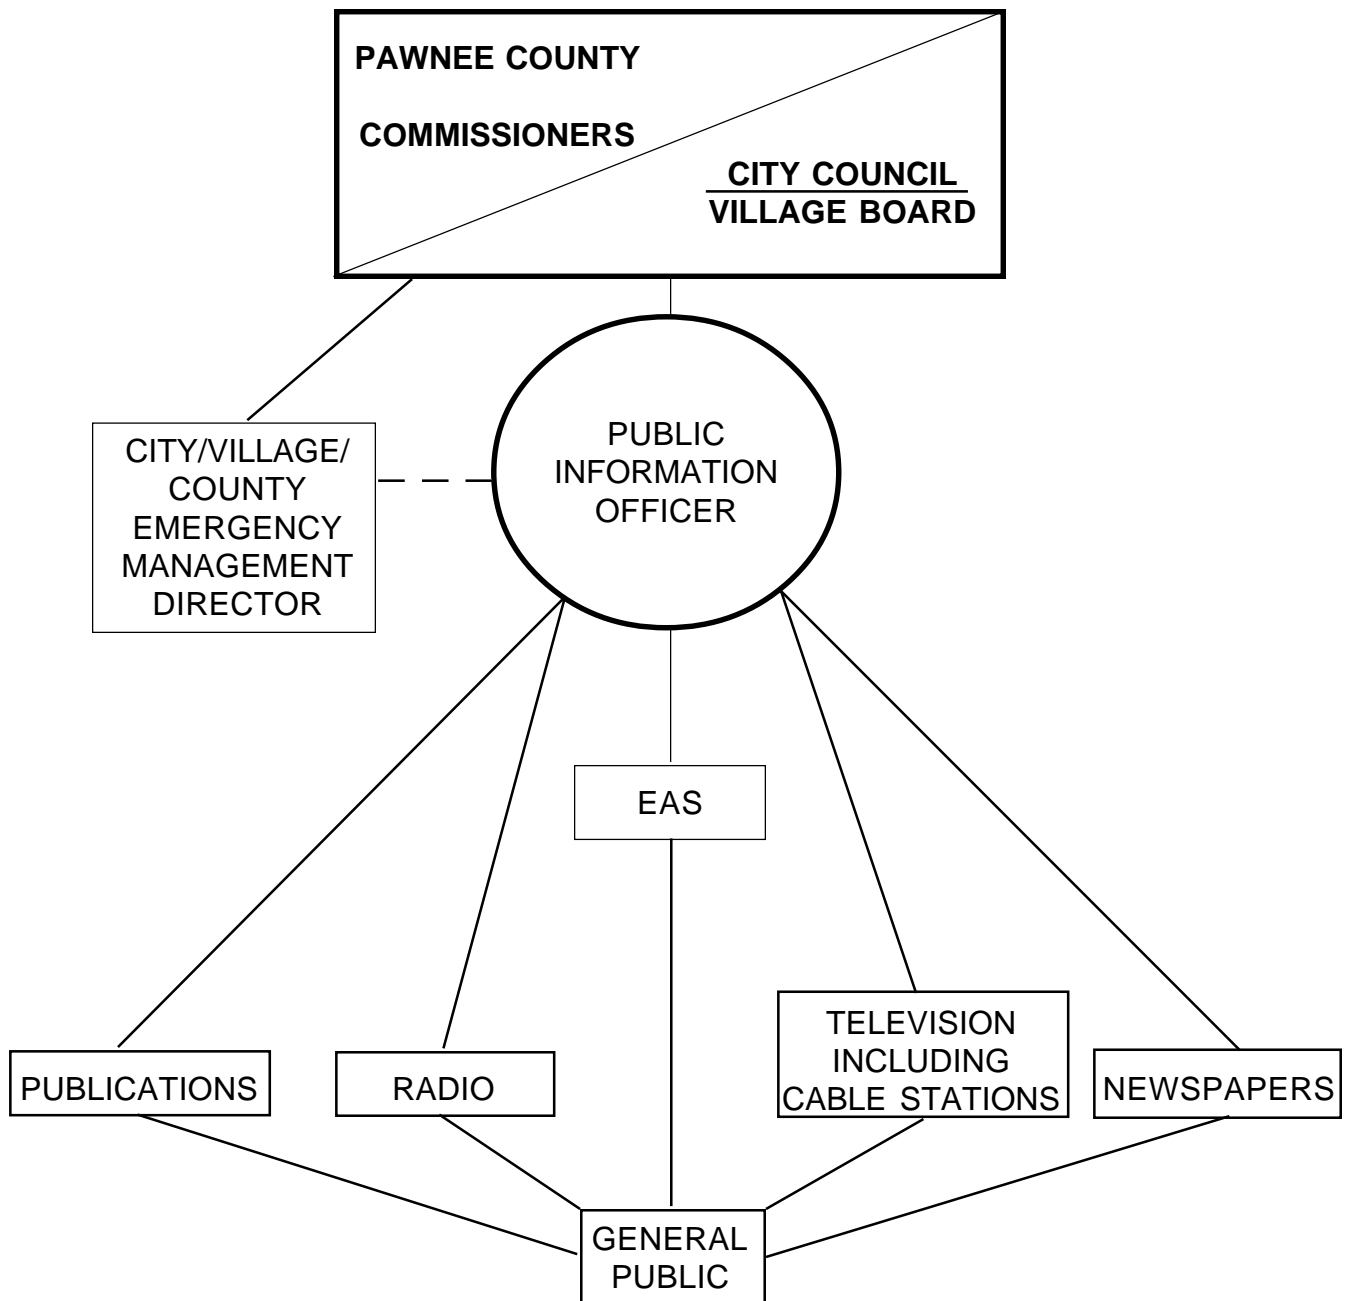 PAWNEE COUNTY
COMMISSIONERS
CITY COUNCIL
VILLAGE BOARD
CITY/VILLAGE/
COUNTY
EMERGENCY
MANAGEMENT
DIRECTOR
PUBLIC
INFORMATION
OFFICER
EAS
PUBLICATIONS
RADIO
TELEVISION
INCLUDING
CABLE STATIONS
NEWSPAPERS
GENERAL
PUBLIC